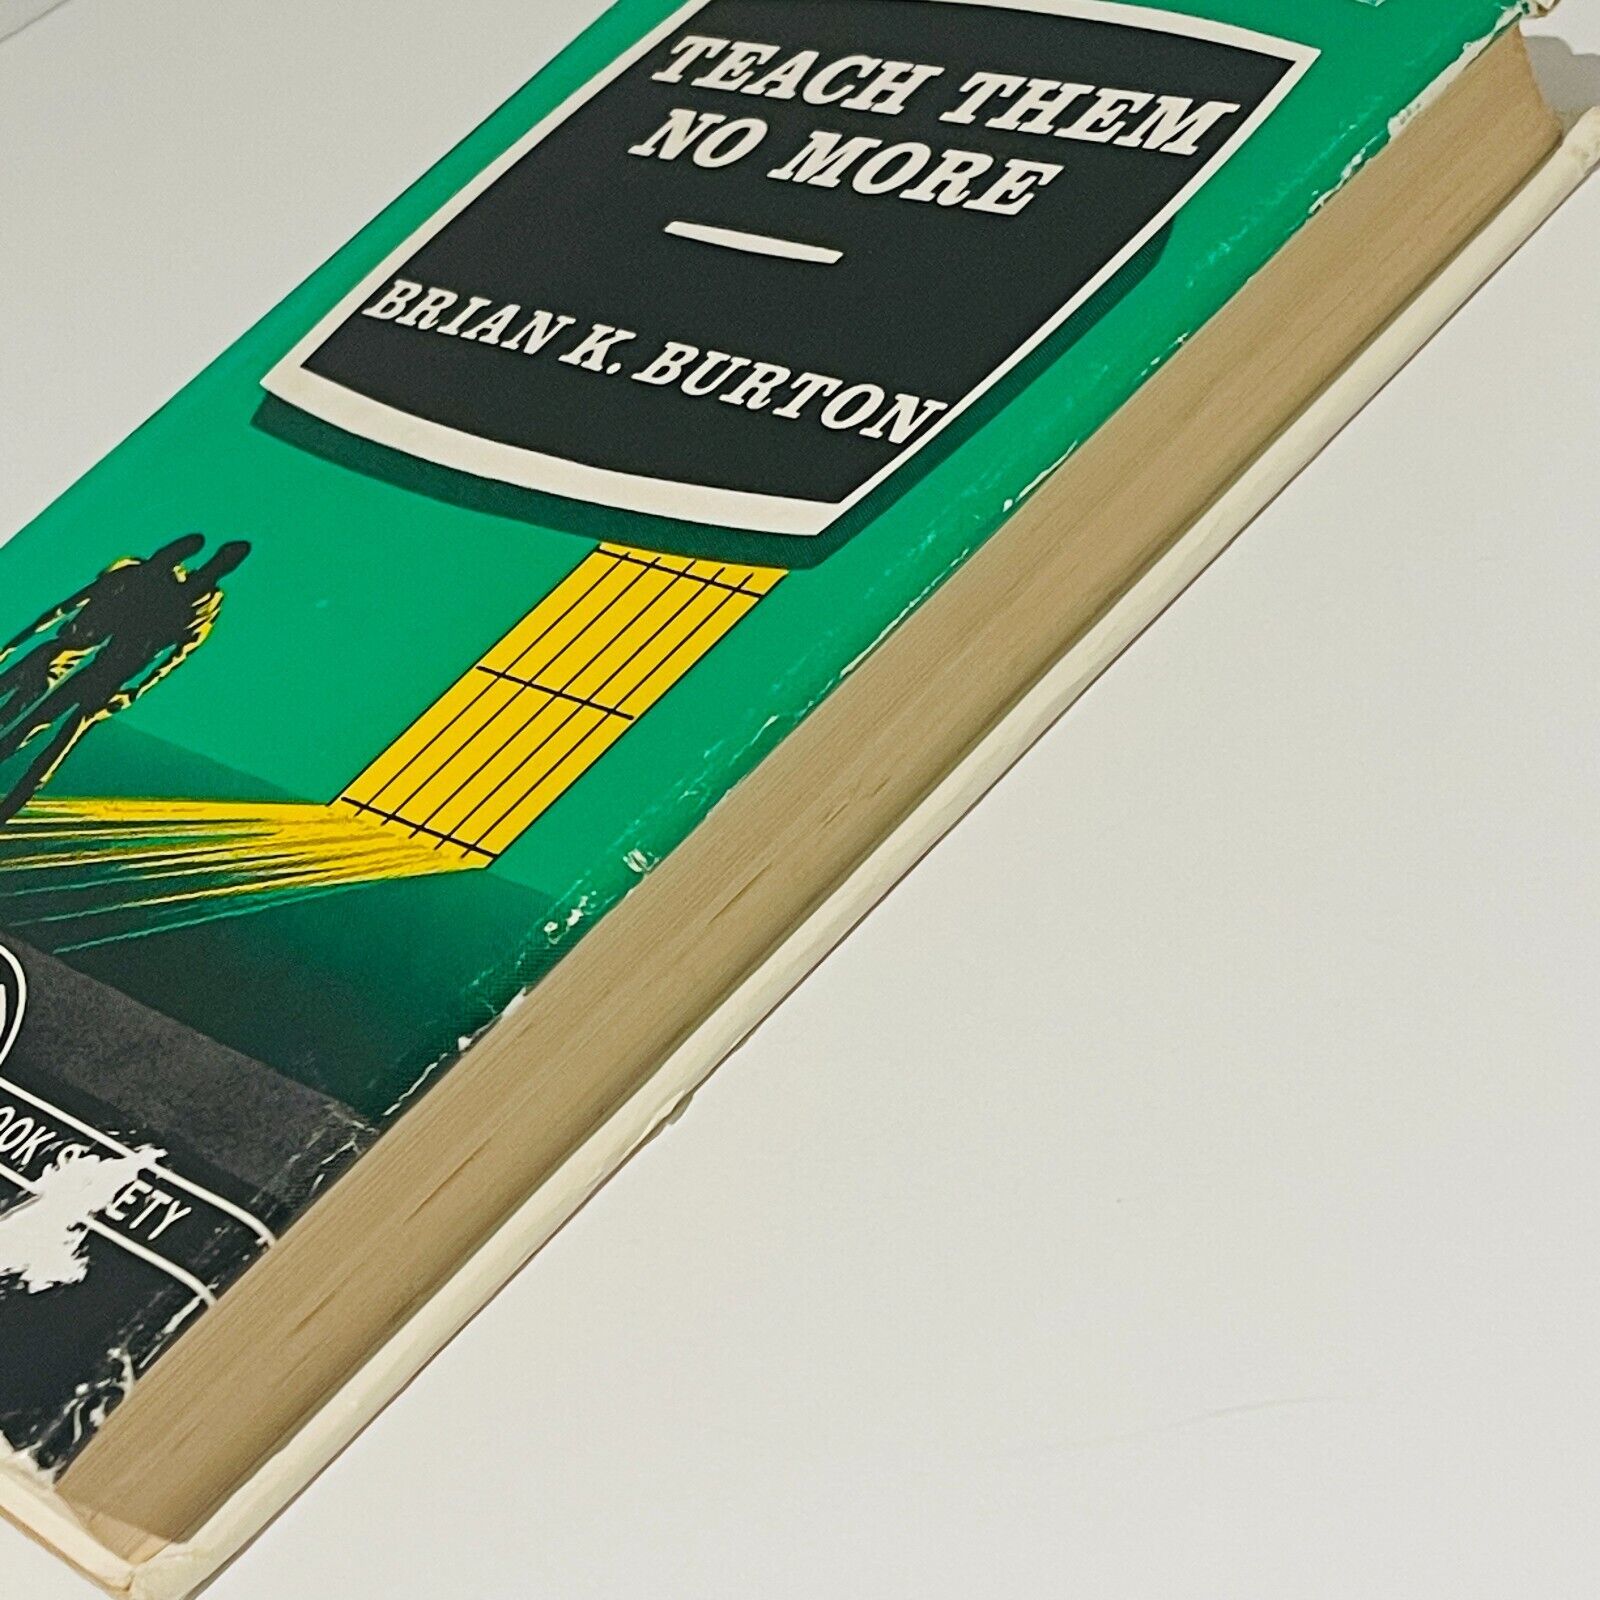 TEACH THEM
NO MORE
BRIAN K. BURTON